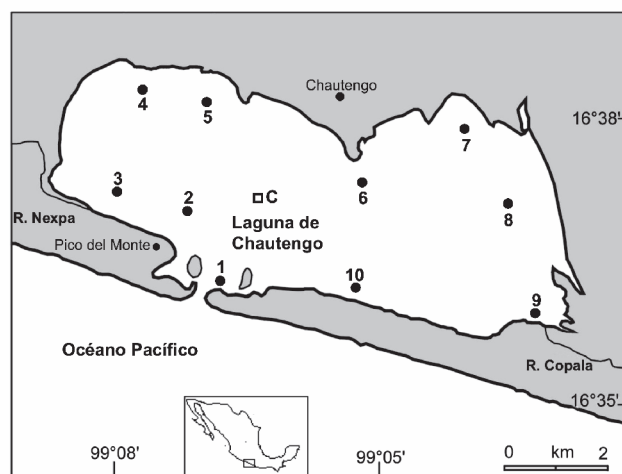 Chautengo
4
5
16°38'
7
3
6
2
C
8
R. Nexpa
Laguna de
Chautengo
Pico del Monte
1
10
9
Océano Pacífico
R. Copala
16°35'
99°08'
99°05'
0 km 2